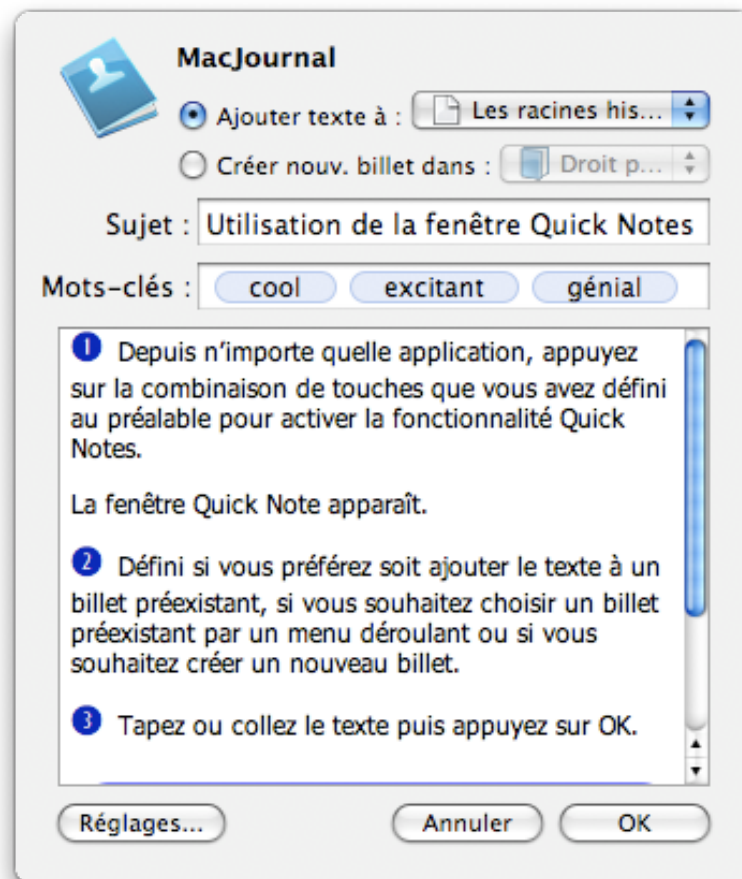 MacJournal
Ajouter texte à : Les racines his...
Créer nouv. billet dans : Droit p...
Sujet : Utilisation de la fenêtre Quick Notes
Mots-clés : cool excitant génial
1 Depuis n'importe quelle application, appuyez
sur la combinaison de touches que vous avez défini
au préalable pour activer la fonctionnalité Quick
Notes.
La fenêtre Quick Note apparaît.
2 Défini si vous préférez soit ajouter le texte à un
billet préexistant, si vous souhaitez choisir un billet
préexistant par un menu déroulant ou si vous
souhaitez créer un nouveau billet.
3 Tapez ou collez le texte puis appuyez sur OK.
Réglages... Annuler OK